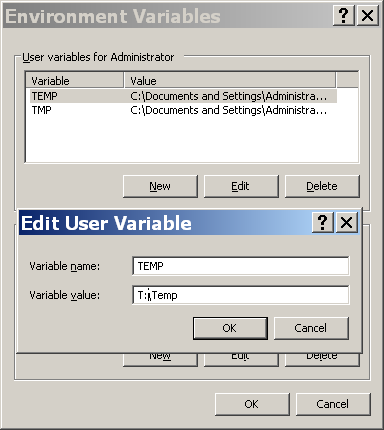 Environment Variables
User variables for Administrator
Variable Value
TEMP C:\Documents and Settings\Administra...
TMP C:\Documents and Settings\Administra...
New Edit Delete
Edit User Variable
Variable name: TEMP
Variable value: T:\Temp
OK Cancel
New Edit Delete
OK Cancel